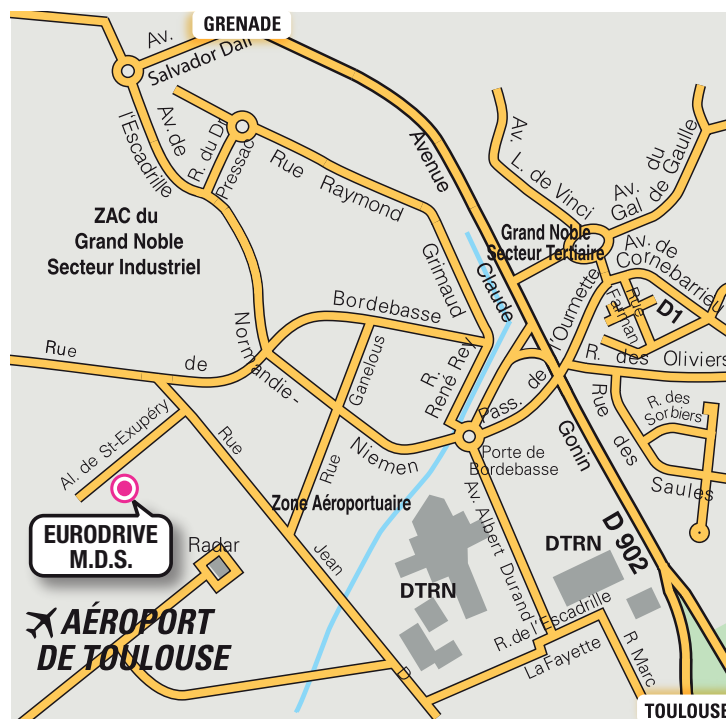 GRENADE
Av.
Salvador Dali
Av. de
l'Escadrille
R. du Dr
Pressac
Rue Raymond
Grimaud
Avenue
Claude
Gonin
Av.
L. de Vinci
Av. du
Gal de Gaulle
Grand Noble
Secteur Tertiaire
Av. de
Cornebarrieu
ZAC du
Grand Noble
Secteur Industriel
Rue
Farman
D1
l'Ourmette
Pass. de
Rue de Bordebasse
Normandie-
Niemen
Rue Ganelous
R.
René Rey
R. des Oliviers
R. des
Sorbiers
Rue des Saules
Al. de St-Exupéry
Rue Jean
D
Porte de
Bordebasse
Zone Aéroportuaire
Av. Albert Durand
EURODRIVE
M.D.S.
Radar
DTRN
DTRN
D 902
R. de l'Escadrille
La Fayette
R. Marc
AÉROPORT
DE TOULOUSE
TOULOUSE